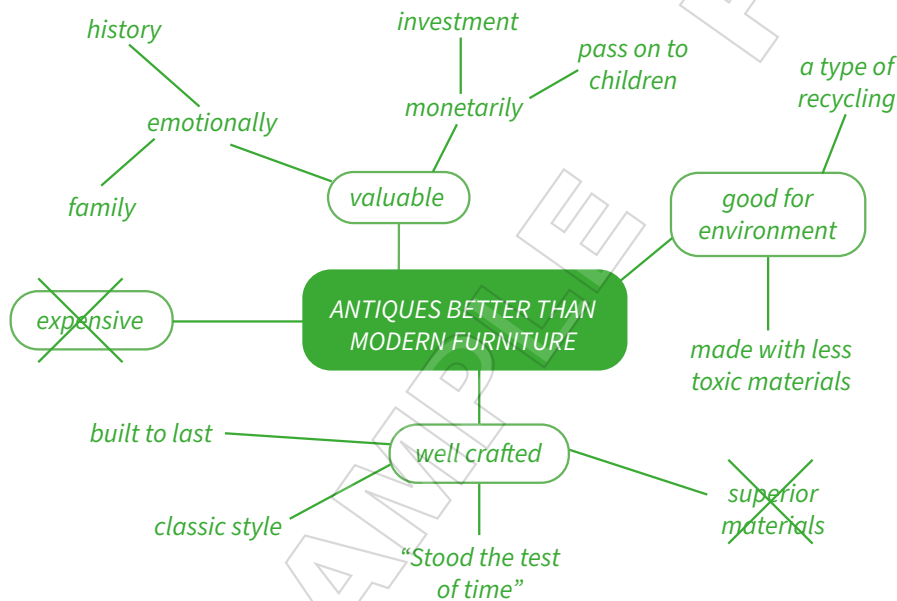 history
investment
pass on to
children
a type of
recycling
emotionally
monetarily
family
valuable
good for
environment
expensive
ANTIQUES BETTER THAN
MODERN FURNITURE
made with less
toxic materials
built to last
well crafted
superior
materials
classic style
“Stood the test
of time”